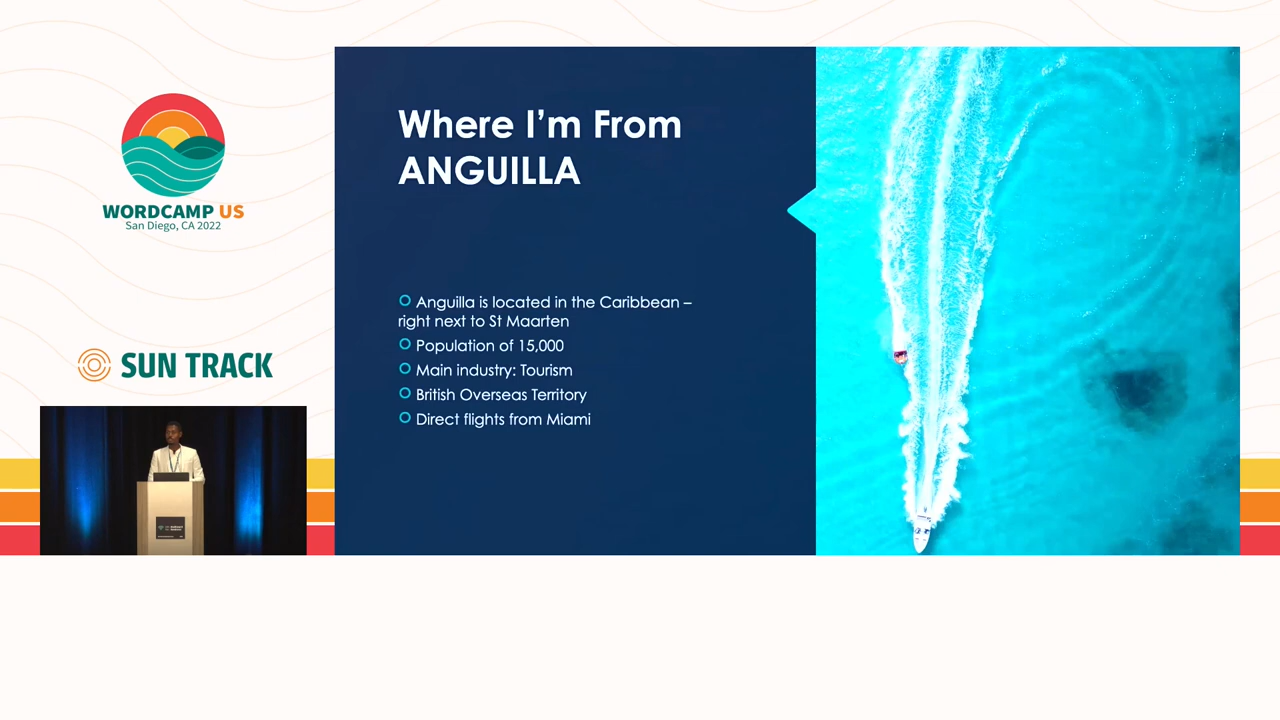 WORDCAMP US
San Diego, CA 2022
SUN TRACK
Where I'm From
ANGUILLA
Anguilla is located in the Caribbean –
right next to St Maarten
Population of 15,000
Main industry: Tourism
British Overseas Territory
Direct flights from Miami